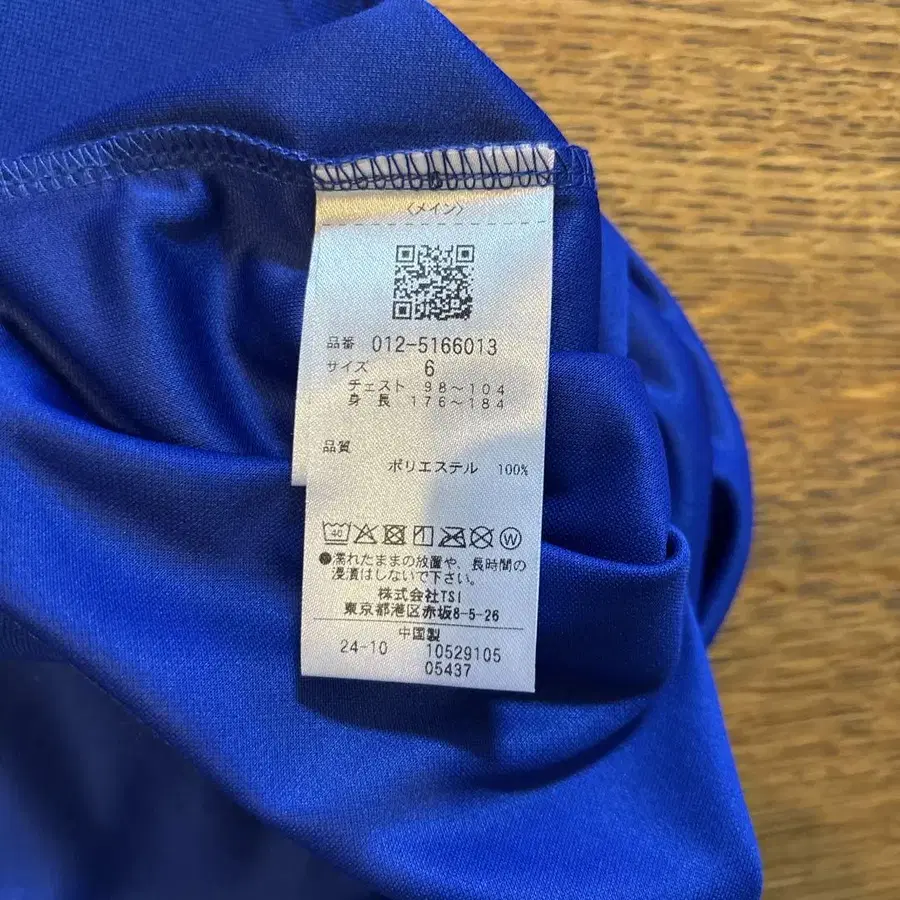 〈メイン〉
品番 012-5166013
サイズ 6
チェスト 98～104
身長 176～184
品質
ポリエステル 100%
40
W
●濡れたままの放置や、長時間の
浸漬はしないで下さい。
株式会社TSI
東京都港区赤坂8-5-26
中国製
24-10 10529105
05437